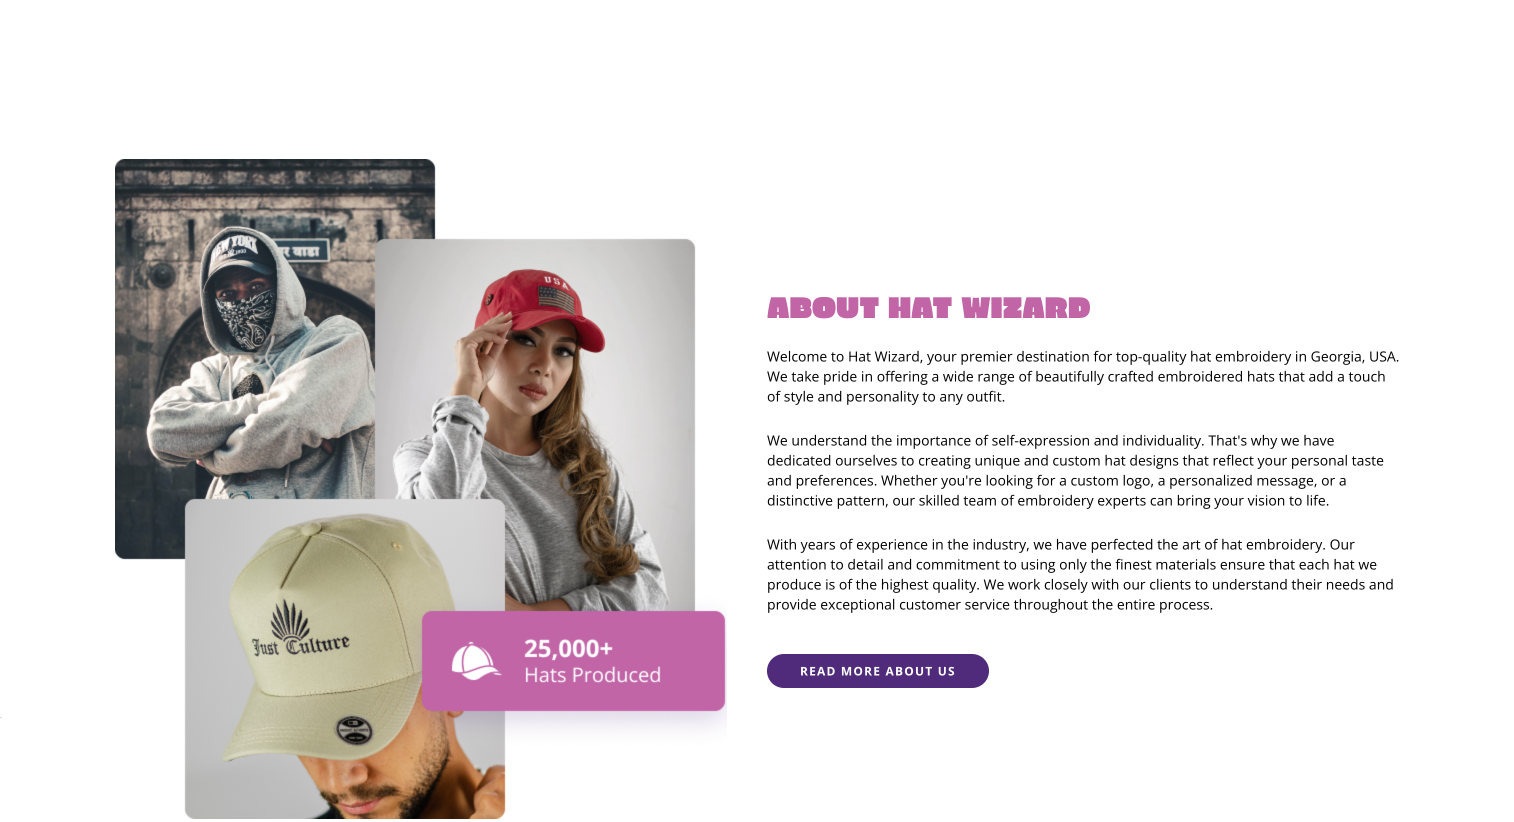 NEW YORK
र वाडा
USA
ABOUT HAT WIZARD
Welcome to Hat Wizard, your premier destination for top-quality hat embroidery in Georgia, USA.
We take pride in offering a wide range of beautifully crafted embroidered hats that add a touch
of style and personality to any outfit.
We understand the importance of self-expression and individuality. That's why we have
dedicated ourselves to creating unique and custom hat designs that reflect your personal taste
and preferences. Whether you're looking for a custom logo, a personalized message, or a
distinctive pattern, our skilled team of embroidery experts can bring your vision to life.
With years of experience in the industry, we have perfected the art of hat embroidery. Our
attention to detail and commitment to using only the finest materials ensure that each hat we
produce is of the highest quality. We work closely with our clients to understand their needs and
provide exceptional customer service throughout the entire process.
Just Culture
25,000+
Hats Produced
READ MORE ABOUT US